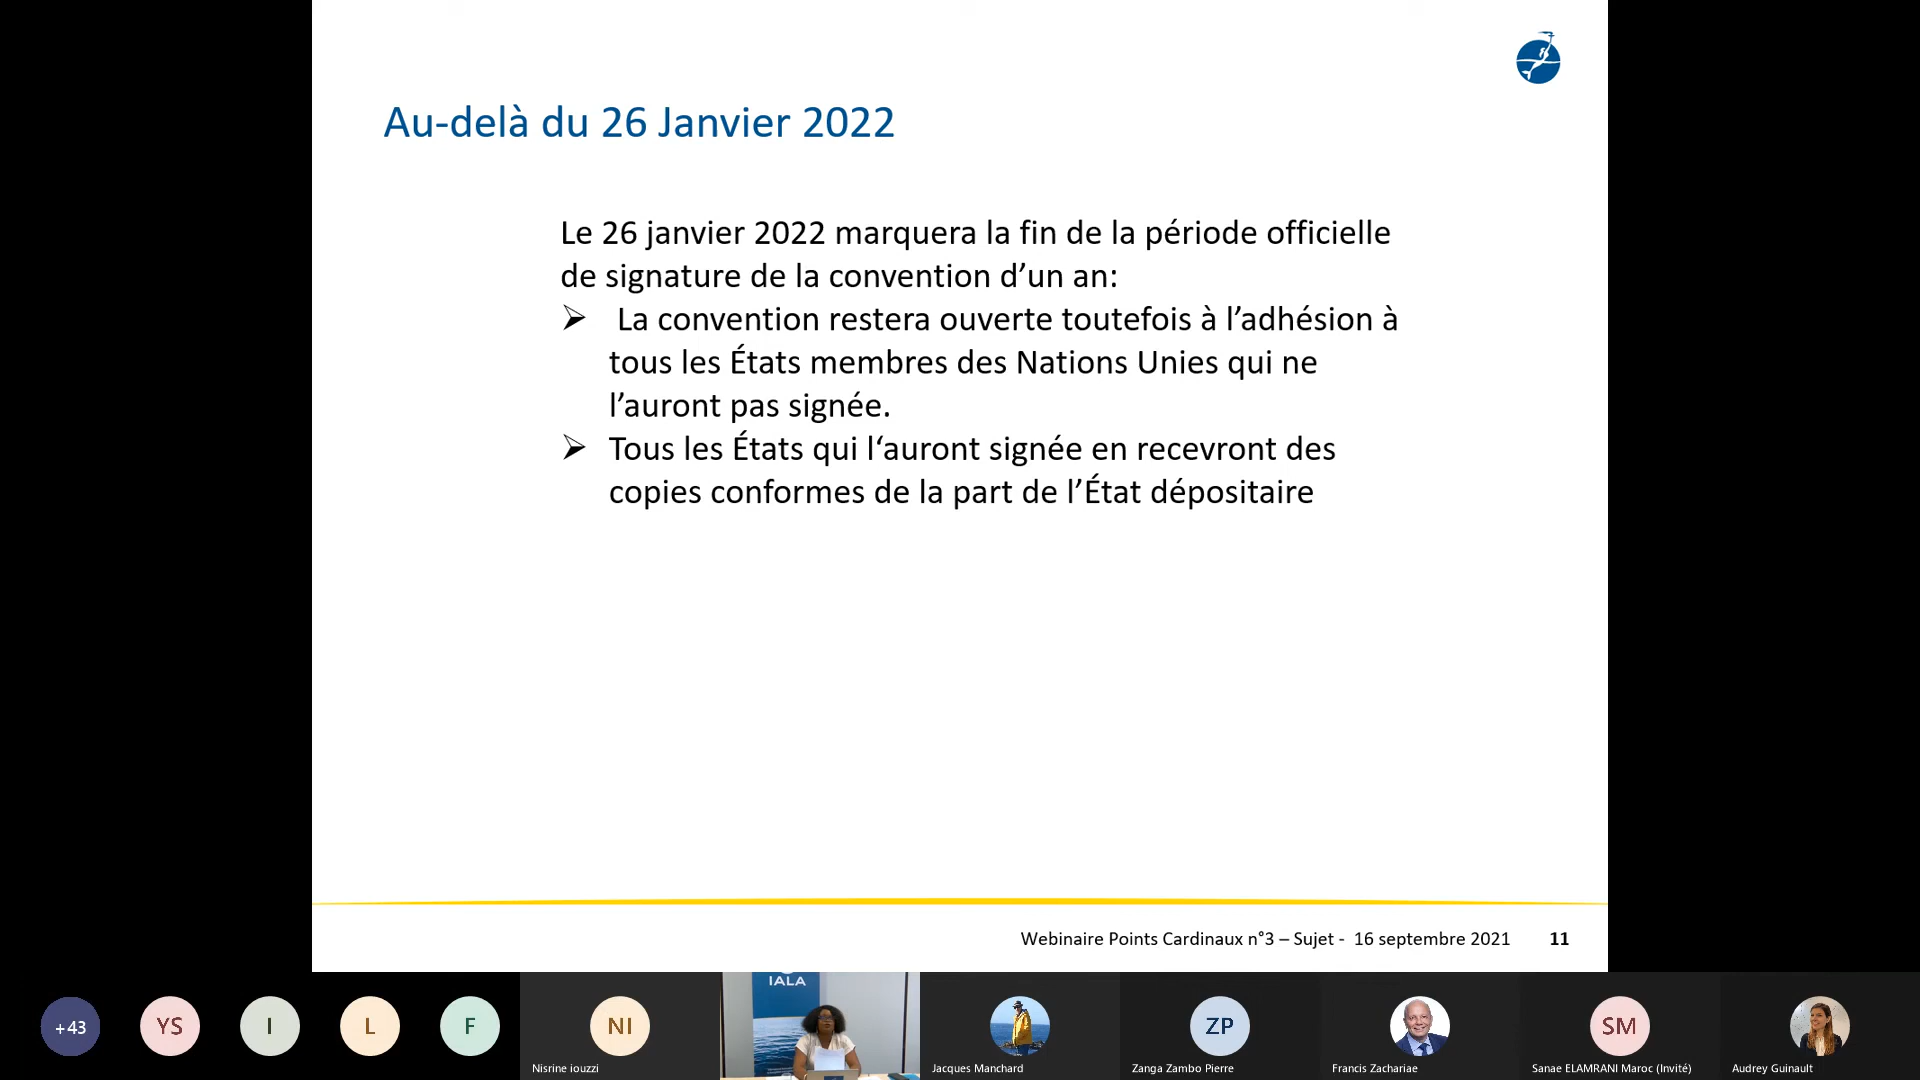 Au-delà du 26 Janvier 2022
Le 26 janvier 2022 marquera la fin de la période officielle
de signature de la convention d’un an:
➢ La convention restera ouverte toutefois à l’adhésion à
tous les États membres des Nations Unies qui ne
l’auront pas signée.
➢ Tous les États qui l‘auront signée en recevront des
copies conformes de la part de l’État dépositaire
Webinaire Points Cardinaux n°3 – Sujet - 16 septembre 2021 11
+43
YS
I
L
F
NI
Nisrine iouzzi
IALA
Jacques Manchard
ZP
Zanga Zambo Pierre
Francis Zachariae
SM
Sanae ELAMRANI Maroc (Invité)
Audrey Guinault